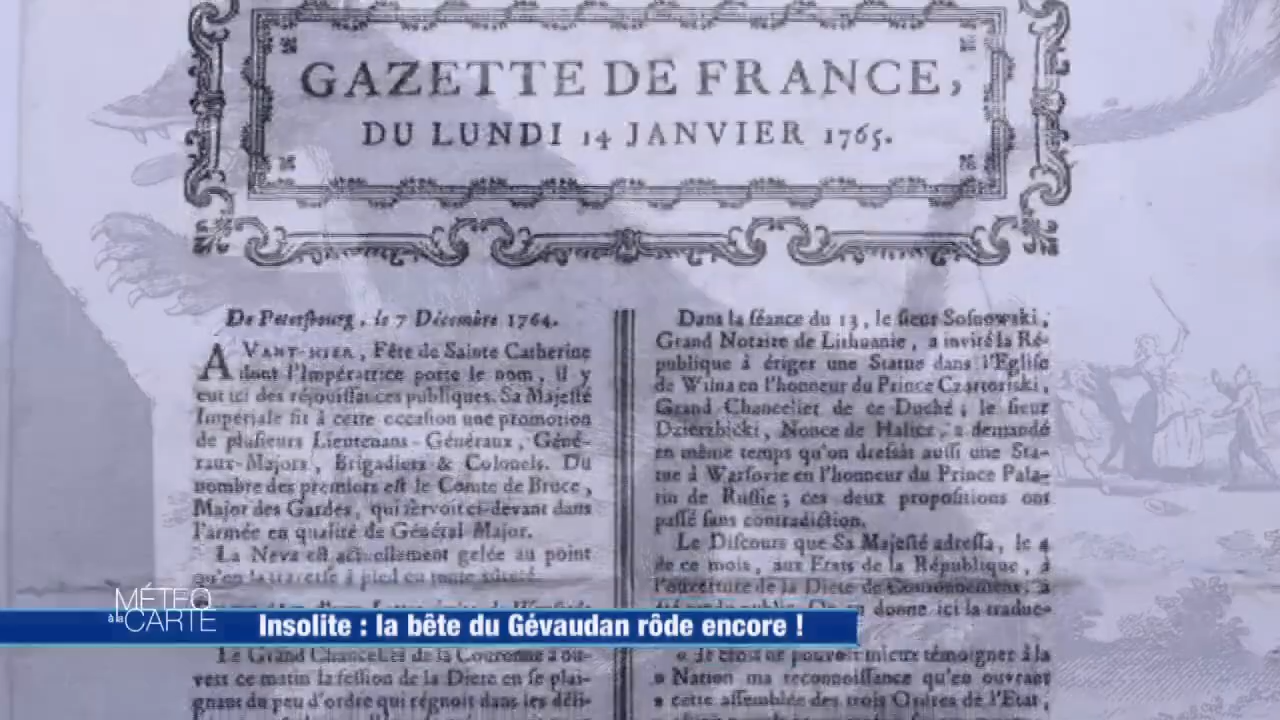 GAZETTE DE FRANCE,
DU LUNDI 14 JANVIER 1765.
De Petersbourg, le 7 Décembre 1764.
AVANT-HIER, Fête de Sainte Catherine
dont l'Impératrice porte le nom, il y
eut ici des réjouissances publiques. Sa Majesté
Impériale fit à cette occasion une promotion
de plusieurs Lieutenans-Généraux, Géné-
raux-Majors, Brigadiers & Colonels. Du
nombre des premiers est le Comte de Bruce,
Major des Gardes, qui servoit ci-devant dans
l'armée en qualité de Général Major.
La Neva est actuellement gelée au point
qu'on la traverse à pied en toute sûreté.
Le Grand Chancelier de la Couronne à ou-
vert ce matin la session de la Diete en se plai-
gnant du peu d'ordre qui régnoit dans les déli-
Dans la séance du 13, le sieur Sosnowski,
Grand Notaire de Lithuanie, a invité la Ré-
publique à ériger une Statue dans l'Eglise
de Wilna en l'honneur du Prince Czartoriski,
Grand Chancelier de ce Duché; le sieur
Dzierzbicki, Nonce de Halicz, a demandé
en même temps qu'on dressât aussi une Sta-
tue à Warsovie en l'honneur du Prince Pala-
tin de Russie; ces deux propositions ont
passé sans contradiction.
Le Discours que Sa Majesté adressa, le 4
de ce mois, aux Etats de la République, à
l'ouverture de la Diete de Couronnement, a
donne ici la traduc-
« Je crois ne pouvoir mieux témoigner à la
» Nation ma reconnoissance qu'en ouvrant
» cette assemblée des trois Ordres de l'Etat,
MÉTÉO
à la CARTE
Insolite : la bête du Gévaudan rôde encore !